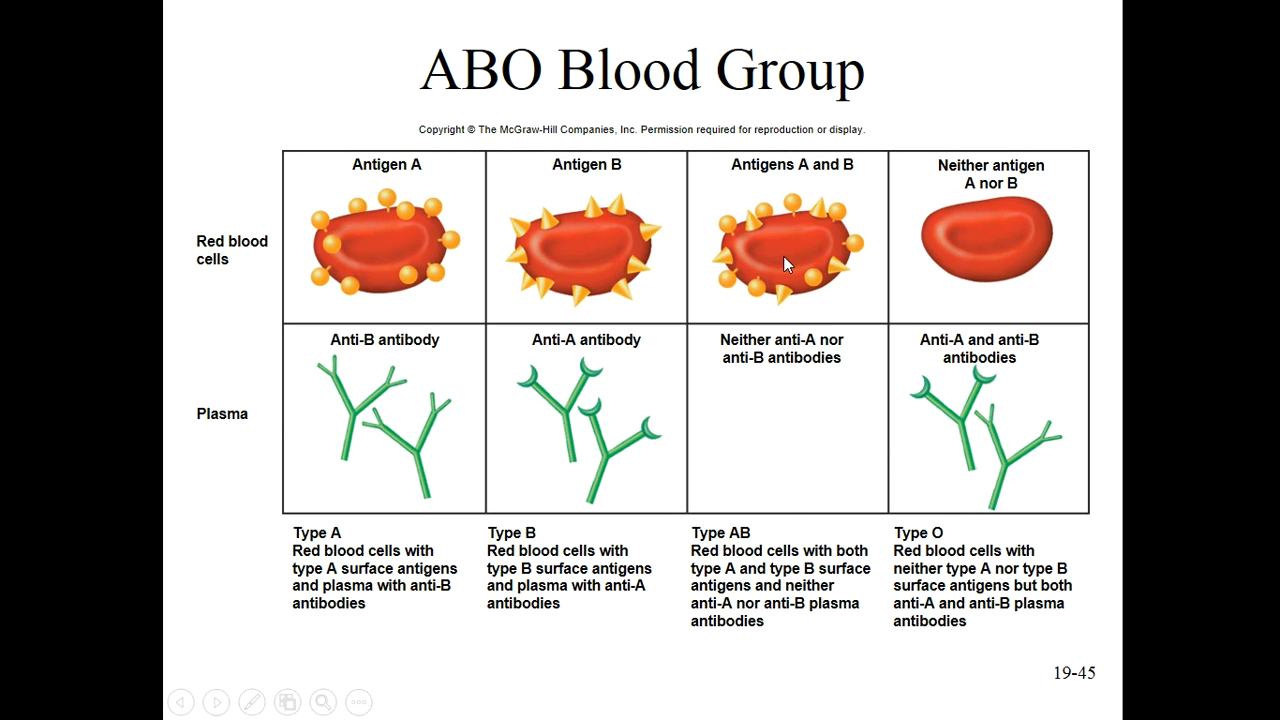 ABO Blood Group
Copyright © The McGraw-Hill Companies, Inc. Permission required for reproduction or display.
Antigen A
Antigen B
Antigens A and B
Neither antigen
A nor B
Red blood
cells
Anti-B antibody
Anti-A antibody
Neither anti-A nor
anti-B antibodies
Anti-A and anti-B
antibodies
Plasma
Type A
Red blood cells with
type A surface antigens
and plasma with anti-B
antibodies
Type B
Red blood cells with
type B surface antigens
and plasma with anti-A
antibodies
Type AB
Red blood cells with both
type A and type B surface
antigens and neither
anti-A nor anti-B plasma
antibodies
Type O
Red blood cells with
neither type A nor type B
surface antigens but both
anti-A and anti-B plasma
antibodies
19-45